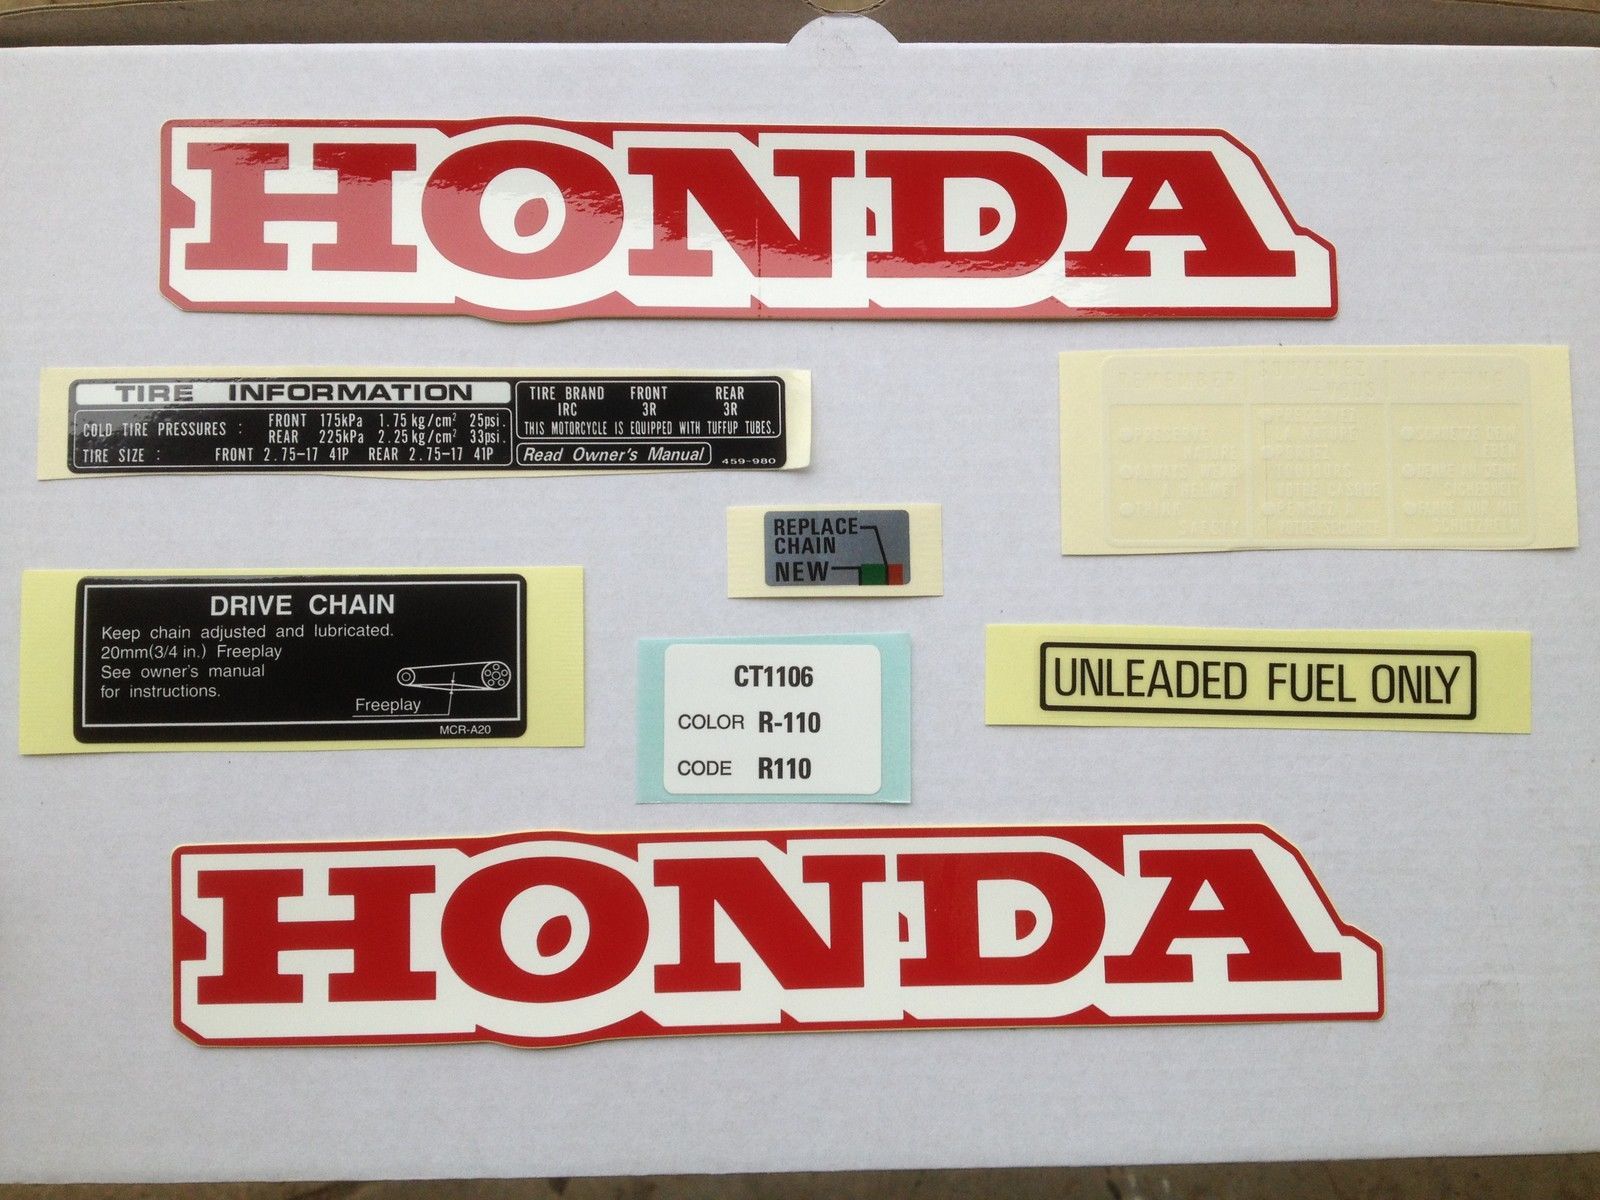 HONDA
TIRE INFORMATION
COLD TIRE PRESSURES : FRONT 175kPa 1.75 kg/cm² 25psi.
REAR 225kPa 2.25 kg/cm² 33psi.
TIRE SIZE : FRONT 2.75-17 41P REAR 2.75-17 41P
TIRE BRAND FRONT REAR
IRC 3R 3R
THIS MOTORCYCLE IS EQUIPPED WITH TUFFUP TUBES.
Read Owner's Manual
459-980
REPLACE
CHAIN
NEW
DRIVE CHAIN
Keep chain adjusted and lubricated.
20mm(3/4 in.) Freeplay
See owner's manual
for instructions.
Freeplay
MCR-A20
CT1106
COLOR R-110
CODE R110
UNLEADED FUEL ONLY
HONDA